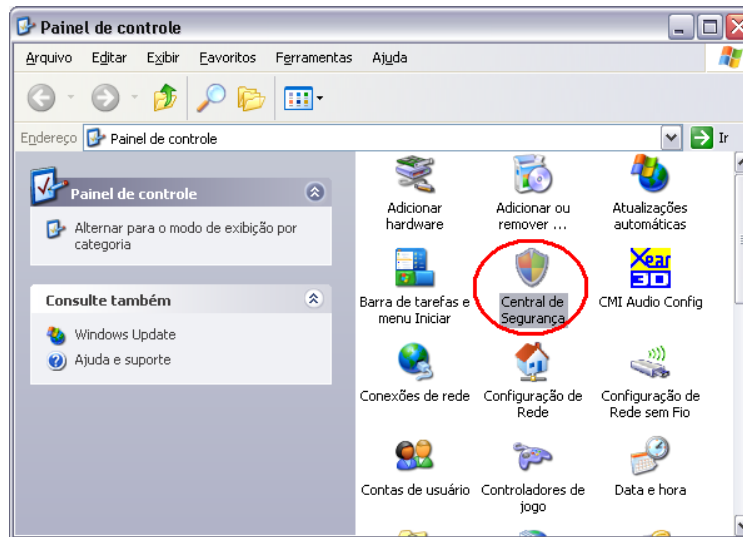 Painel de controle
Arquivo Editar Exibir Favoritos Ferramentas Ajuda
Endereço Painel de controle Ir
Painel de controle
Alternar para o modo de exibição por
categoria
Consulte também
Windows Update
Ajuda e suporte
Adicionar
hardware
Adicionar ou
remover ...
Atualizações
automáticas
Barra de tarefas e
menu Iniciar
Central de
Segurança
Xear
3D
CMI Audio Config
Conexões de rede
Configuração de
Rede
Configuração de
Rede sem Fio
Contas de usuário
Controladores de
jogo
Data e hora